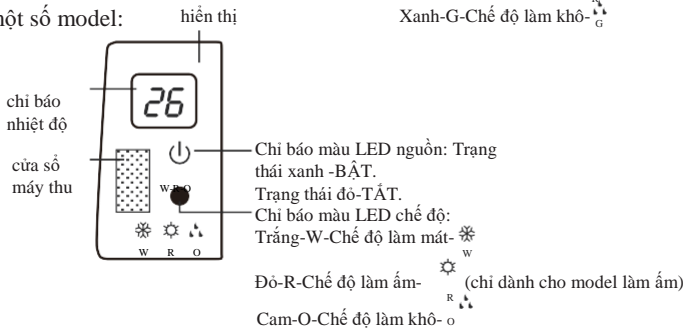 một số model:
hiển thị
Xanh-G-Chế độ làm khô-
G
26
chỉ báo
nhiệt độ
cửa sổ
máy thu
Chỉ báo màu LED nguồn: Trạng
thái xanh -BẬT.
Trạng thái đỏ-TẮT.
W R O
Chỉ báo màu LED chế độ:
Trắng-W-Chế độ làm mát-
W
W R O
Đỏ-R-Chế độ làm ấm- (chỉ dành cho model làm ấm)
R
Cam-O-Chế độ làm khô- O